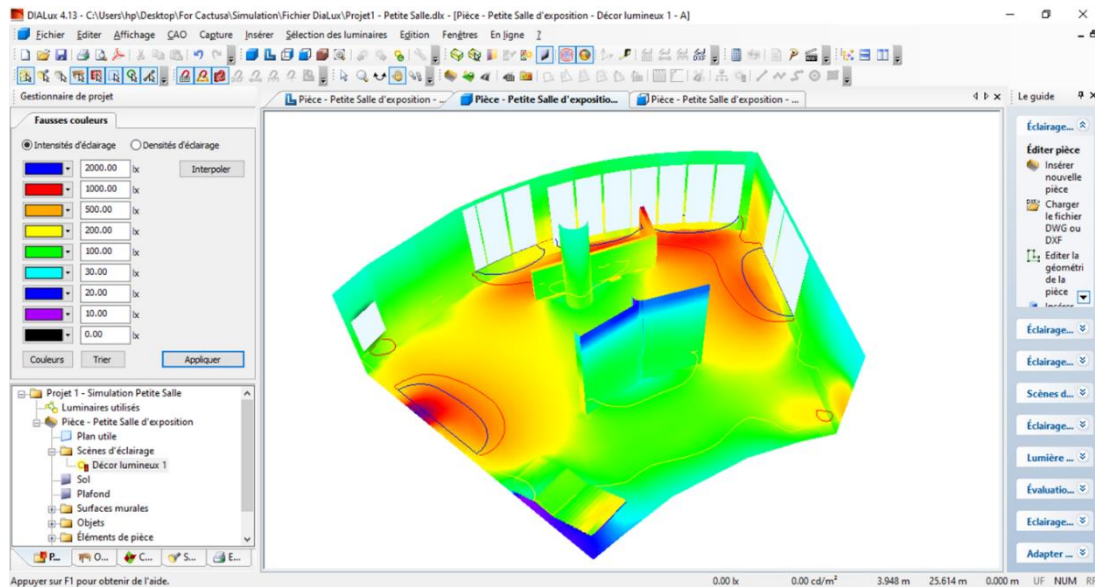 DIALux 4.13 - C:\Users\hp\Desktop\For Cactusa\Simulation\Fichier DiaLux\Projet1 - Petite Salle.dlx - [Pièce - Petite Salle d'exposition - Décor lumineux 1 - A]
Fichier Editer Affichage CAO Capture Insérer Sélection des luminaires Edition Fenêtres En ligne ?
Gestionnaire de projet
Pièce - Petite Salle d'exposition - ...
Pièce - Petite Salle d'expositio...
Pièce - Petite Salle d'exposition - ...
Le guide
Fausses couleurs
Intensités d'éclairage Densités d'éclairage
2000.00 lx Interpoler
1000.00 lx
500.00 lx
200.00 lx
100.00 lx
30.00 lx
20.00 lx
10.00 lx
0.00 lx
Couleurs Trier Appliquer
Projet 1 - Simulation Petite Salle
Luminaires utilisés
Pièce - Petite Salle d'exposition
Plan utile
Scènes d'éclairage
Décor lumineux 1
Sol
Plafond
Surfaces murales
Objets
Éléments de pièce
P... O... C... S... E...
Éclairage...
Éditer pièce
Insérer
nouvelle
pièce
Charger
le fichier
DWG ou
DXF
Editer la
géométri
de la
pièce
Éclairage...
Éclairage...
Scènes d...
Éclairage...
Lumière ...
Évaluatio...
Eclairage...
Adapter ...
Appuyer sur F1 pour obtenir de l'aide.
0.00 lx 0.00 cd/m² 3.948 m 25.614 m 0.000 m UF NUM